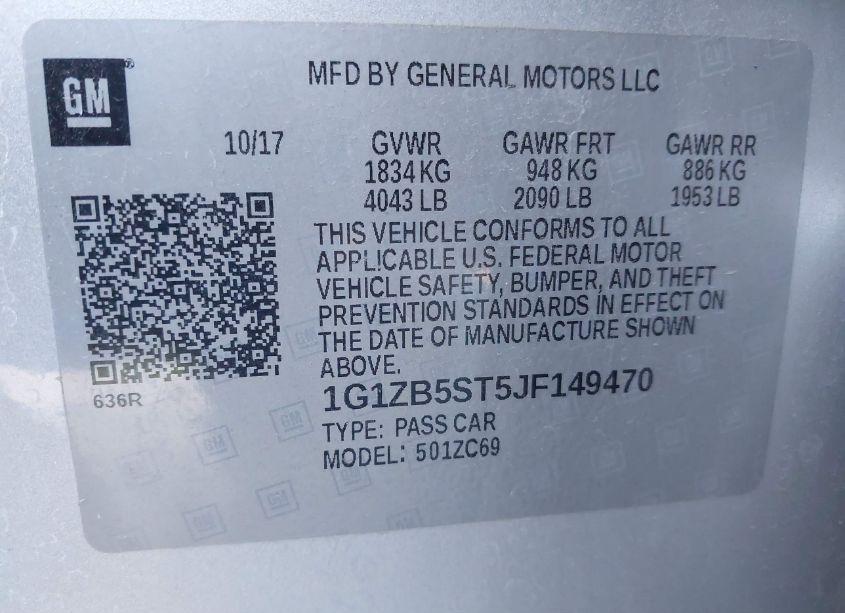 GM
MFD BY GENERAL MOTORS LLC
10/17 GVWR GAWR FRT GAWR RR
1834 KG 948 KG 886 KG
4043 LB 2090 LB 1953 LB
THIS VEHICLE CONFORMS TO ALL
APPLICABLE U.S. FEDERAL MOTOR
VEHICLE SAFETY, BUMPER, AND THEFT
PREVENTION STANDARDS IN EFFECT ON
THE DATE OF MANUFACTURE SHOWN
ABOVE.
636R
1G1ZB5ST5JF149470
TYPE: PASS CAR
MODEL: 501ZC69